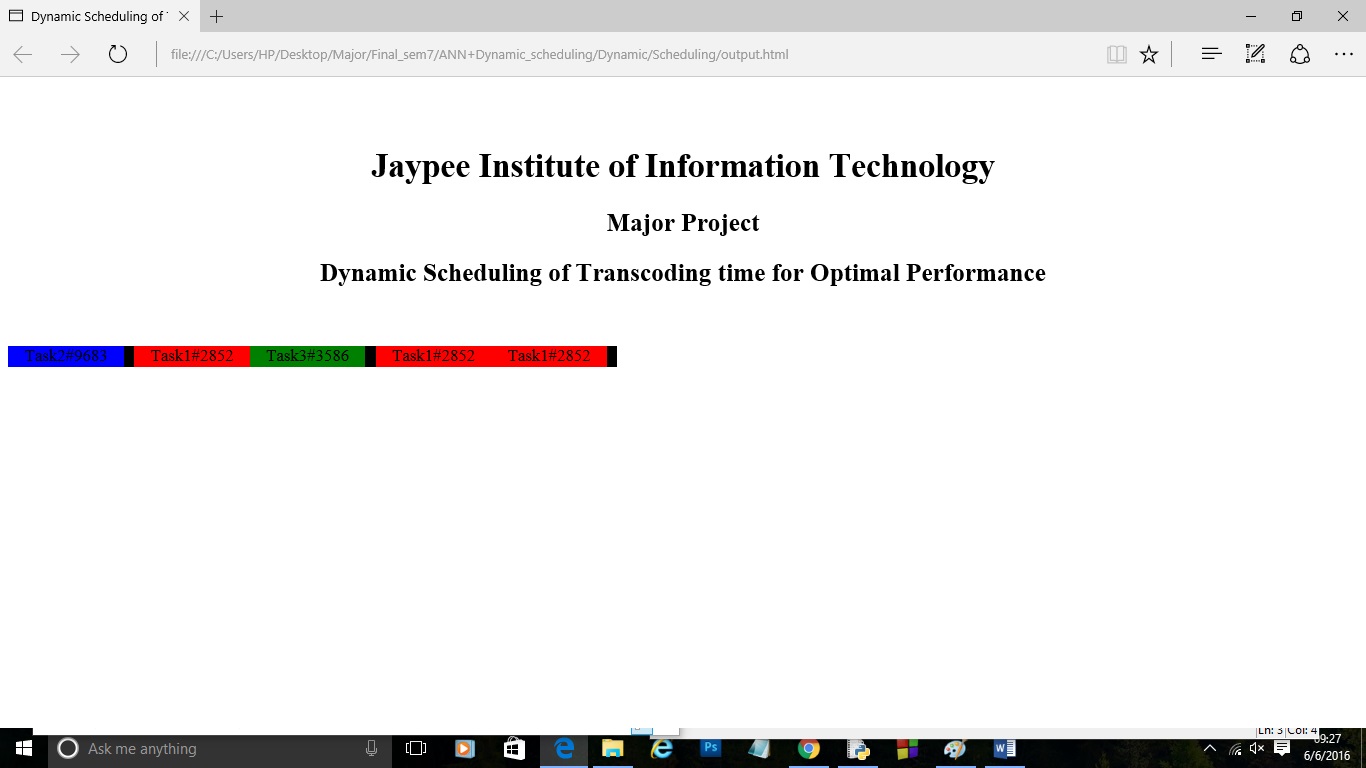 Dynamic Scheduling of
file:///C:/Users/HP/Desktop/Major/Final_sem7/ANN+Dynamic_scheduling/Dynamic/Scheduling/output.html
Jaypee Institute of Information Technology
Major Project
Dynamic Scheduling of Transcoding time for Optimal Performance
Task2#9683 Task1#2852 Task3#3586 Task1#2852 Task1#2852
Ln: 3 Col: 4
Ask me anything
Ps
09:27
6/6/2016